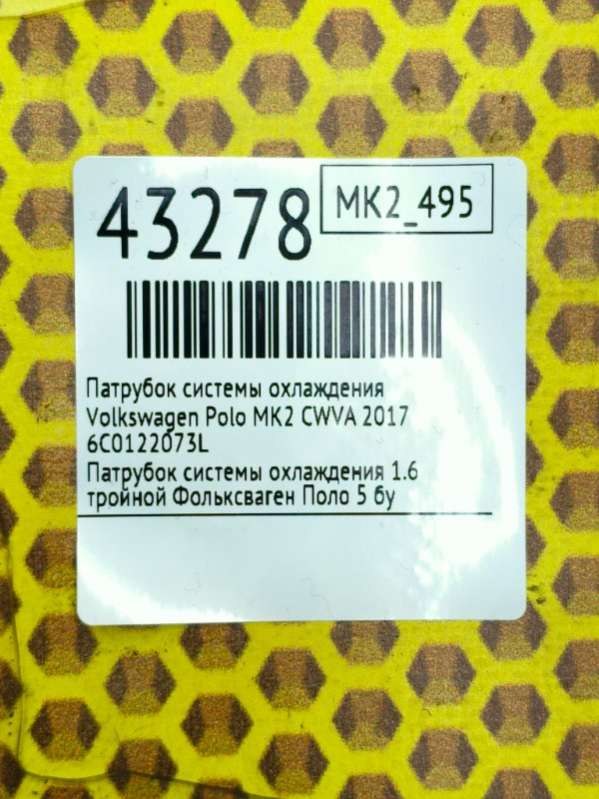 43278
MK2_495
Патрубок системы охлаждения
Volkswagen Polo MK2 CWVA 2017
6C0122073L
Патрубок системы охлаждения 1.6
тройной Фольксваген Поло 5 бу